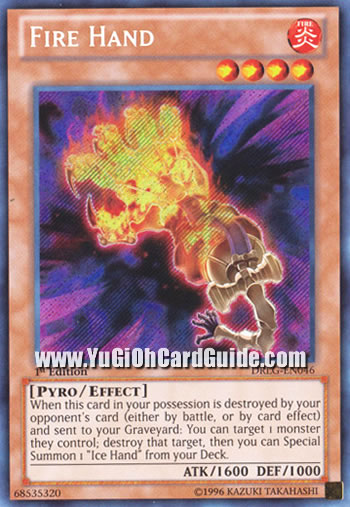 FIRE HAND
FIRE
炎
www.YuGiOhCardGuide.com
1st Edition
DRLG-EN046
[PYRO/EFFECT]
When this card in your possession is destroyed by your
opponent's card (either by battle, or by card effect)
and sent to your Graveyard: You can target 1 monster
they control; destroy that target, then you can Special
Summon 1 "Ice Hand" from your Deck.
ATK/1600 DEF/1000
68535320
©1996 KAZUKI TAKAHASHI